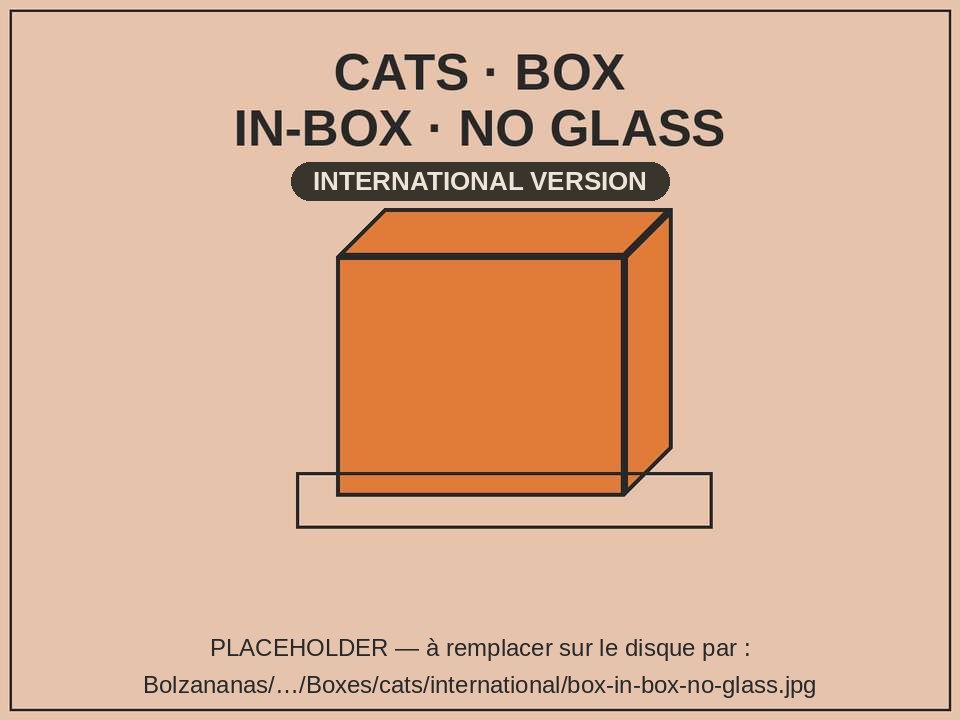 CATS · BOX
IN-BOX · NO GLASS
INTERNATIONAL VERSION
PLACEHOLDER — à remplacer sur le disque par :
Bolzananas/…/Boxes/cats/international/box-in-box-no-glass.jpg